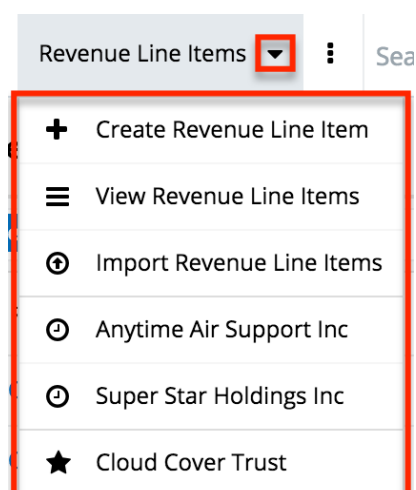 Revenue Line Items
Create Revenue Line Item
View Revenue Line Items
Import Revenue Line Items
Anytime Air Support Inc
Super Star Holdings Inc
Cloud Cover Trust